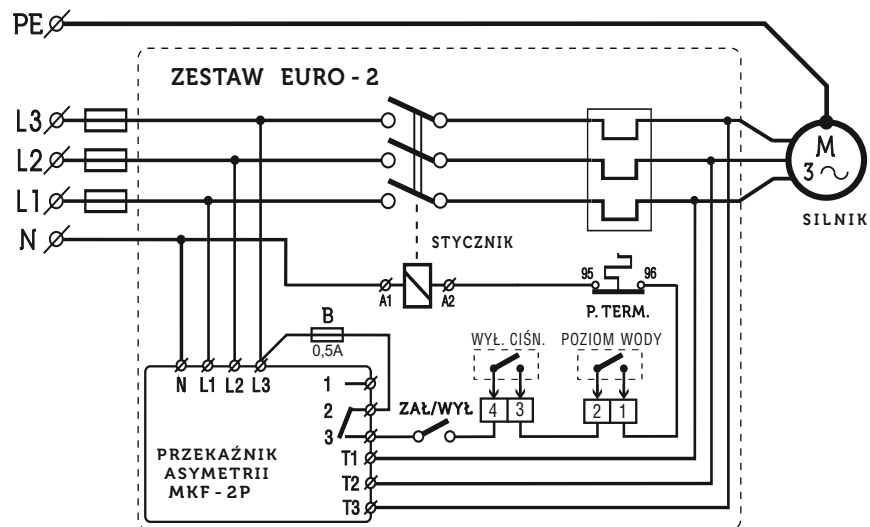 PE
ZESTAW EURO - 2
L3
L2
L1
N
M
3
SILNIK
STYCZNIK
A1
A2
95
96
P. TERM.
B
0,5A
WYŁ. CIŚN.
POZIOM WODY
N L1 L2 L3
1
2
3
ZAŁ/WYŁ
4 3
2 1
PRZEKAŹNIK
ASYMETRII
MKF - 2P
T1
T2
T3